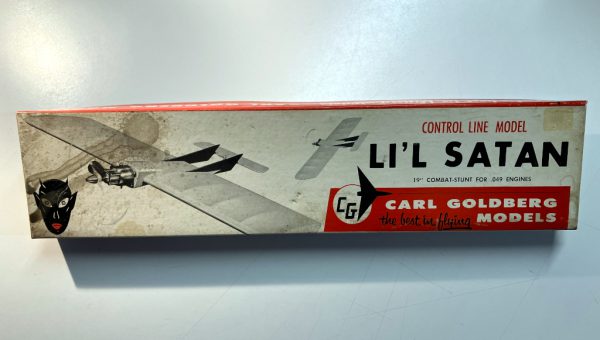 CONTROL LINE MODEL
LI'L SATAN
19" COMBAT-STUNT FOR .049 ENGINES
CG
CARL GOLDBERG
the best in flying MODELS